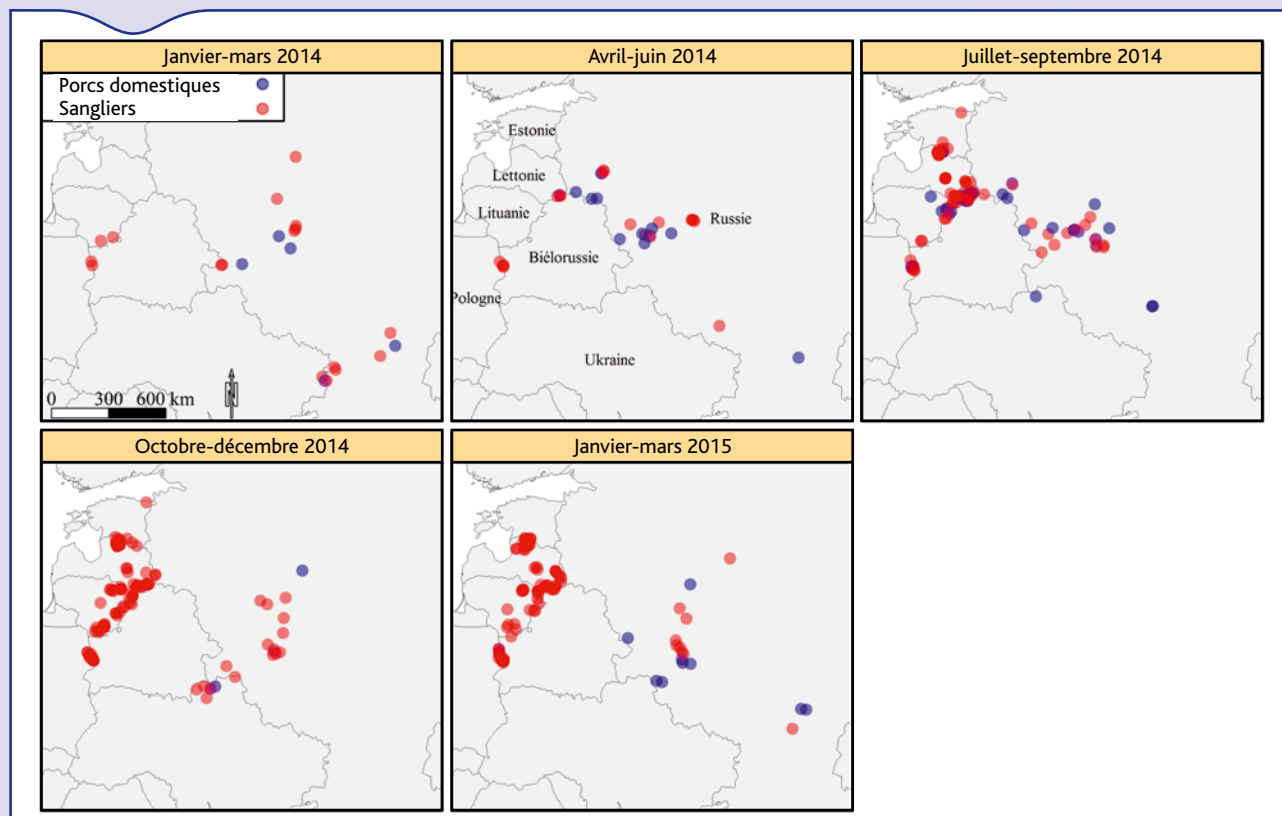 Janvier-mars 2014
Porcs domestiques
Sangliers
0 300 600 km
N
Avril-juin 2014
Estonie
Lettonie
Lituanie
Russie
Biélorussie
Pologne
Ukraine
Juillet-septembre 2014
Octobre-décembre 2014
Janvier-mars 2015